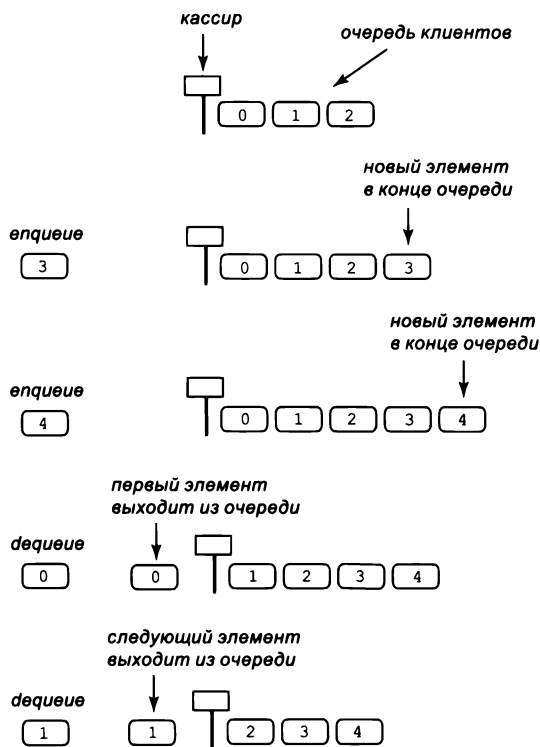 кассир
очередь клиентов
0 1 2
новый элемент
в конце очереди
enqueue
3
0 1 2 3
новый элемент
в конце очереди
enqueue
4
0 1 2 3 4
первый элемент
выходит из очереди
dequeue
0
0
1 2 3 4
следующий элемент
выходит из очереди
dequeue
1
1
2 3 4